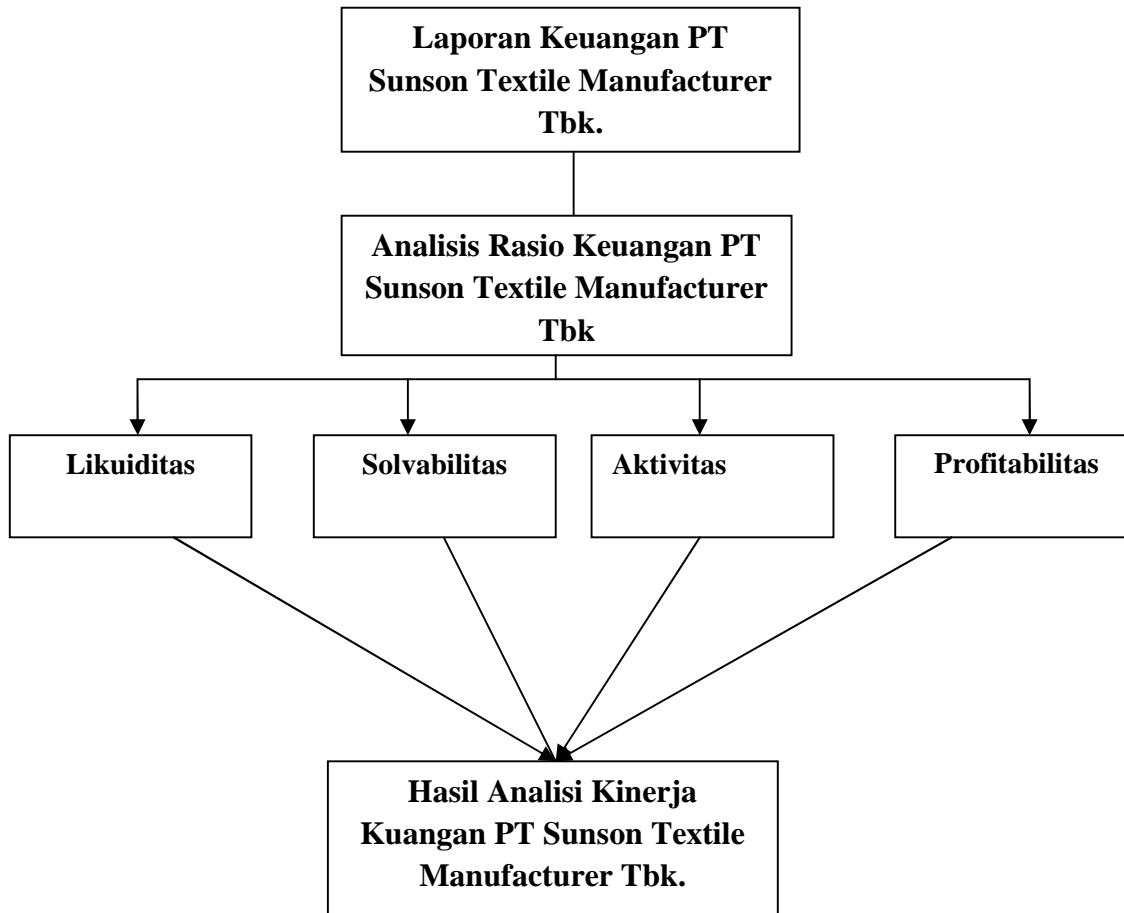 Laporan Keuangan PT
Sunson Textile Manufacturer
Tbk.
Analisis Rasio Keuangan PT
Sunson Textile Manufacturer
Tbk
Likuiditas
Solvabilitas
Aktivitas
Profitabilitas
Hasil Analisi Kinerja
Kuangan PT Sunson Textile
Manufacturer Tbk.